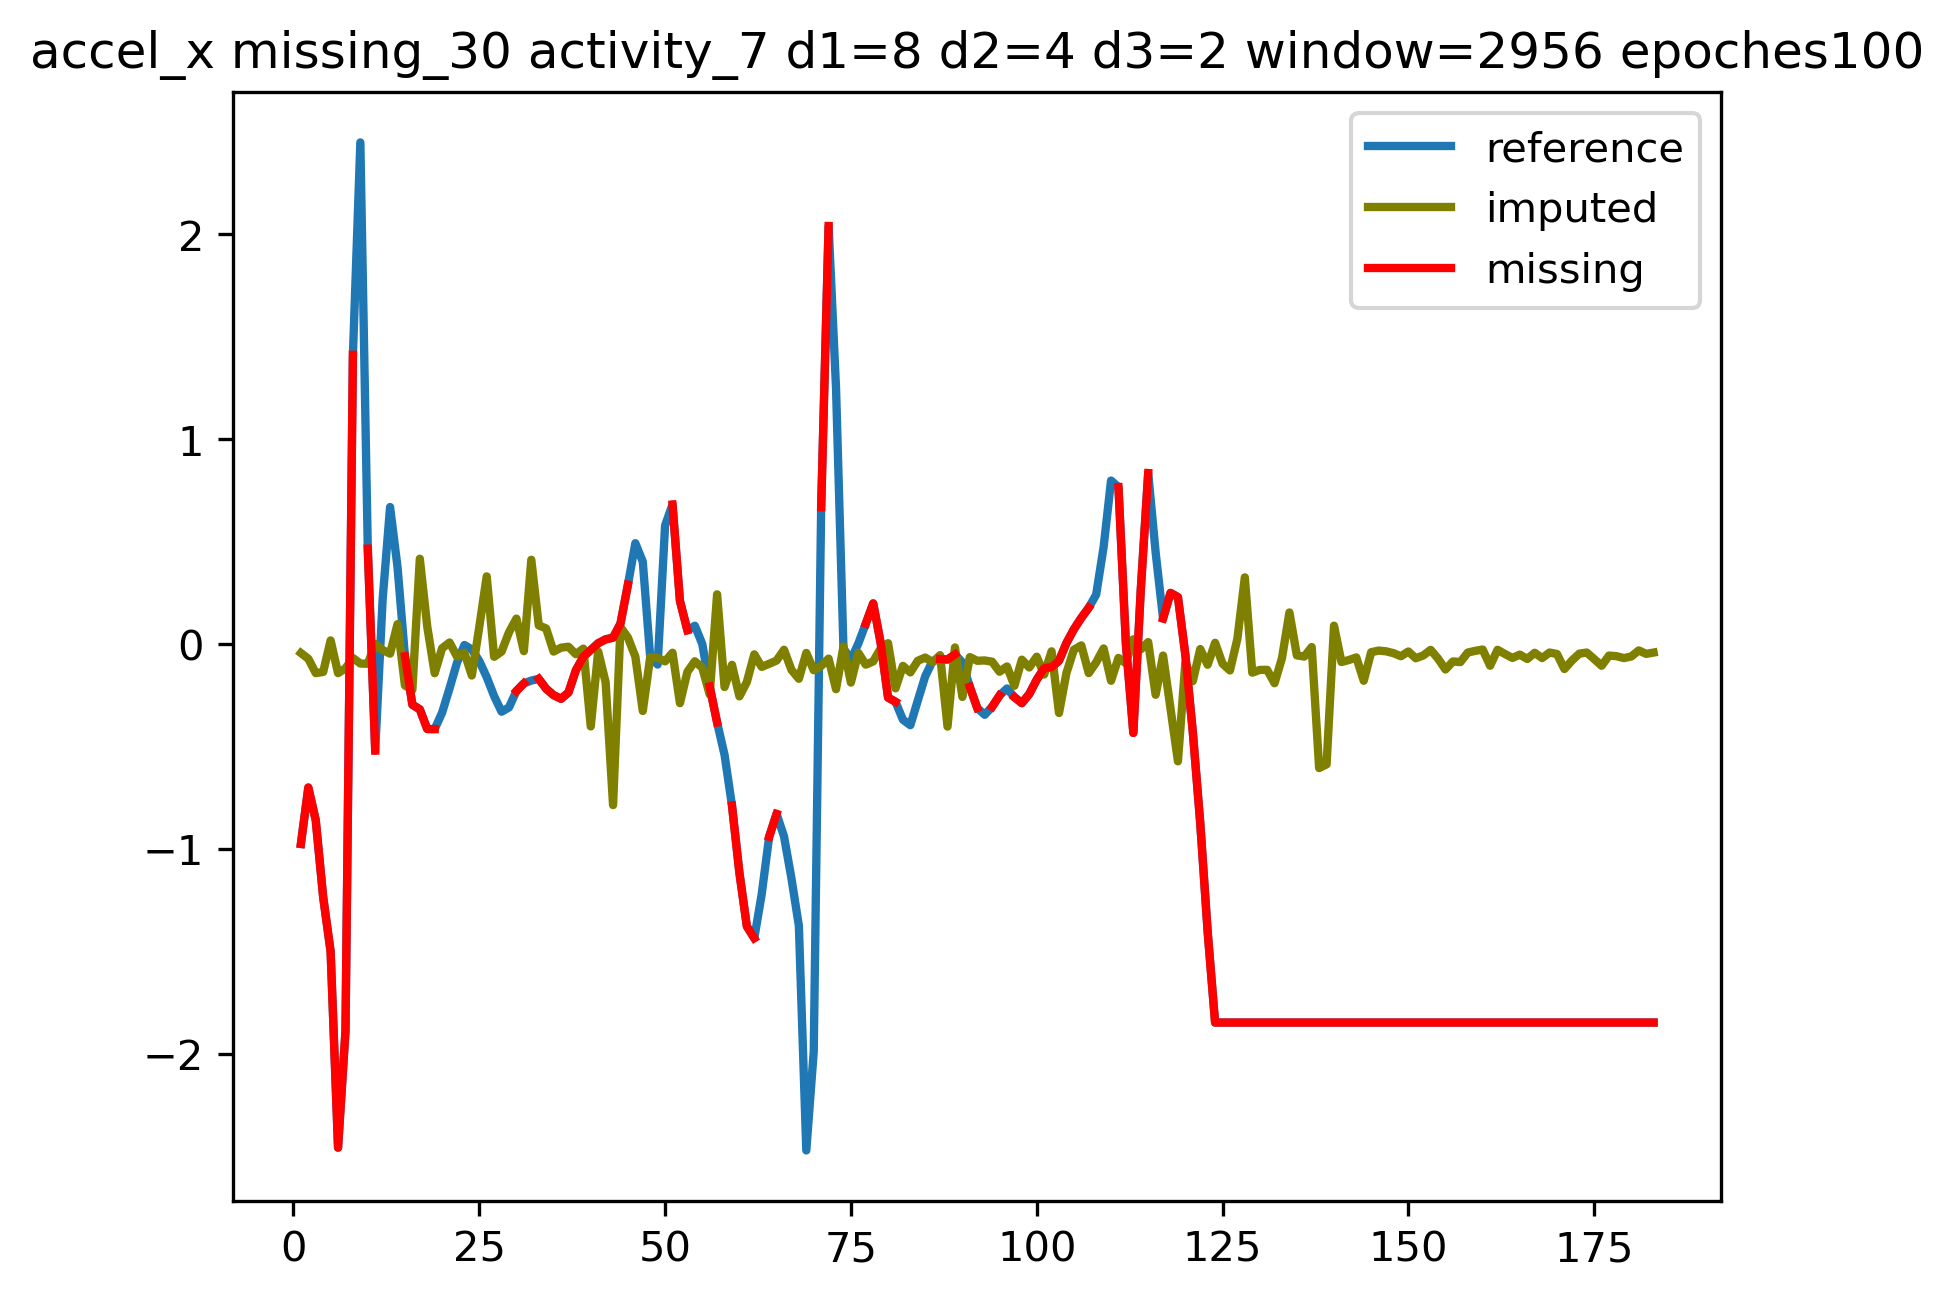 accel_x missing_30 activity_7 d1=8 d2=4 d3=2 window=2956 epoches100
reference
imputed
missing
2
1
0
−1
−2
0 25 50 75 100 125 150 175